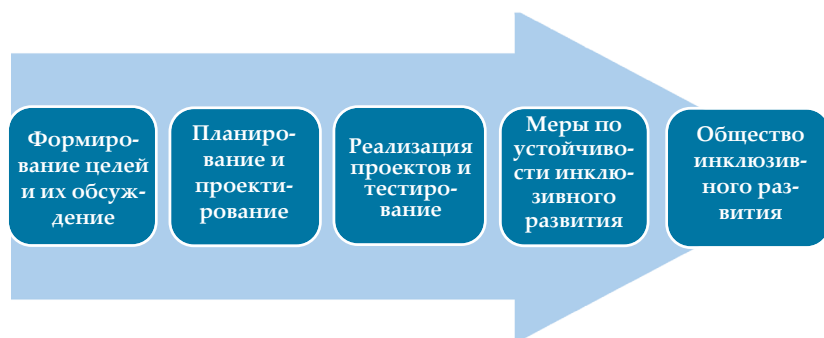 Формиро-
вание целей
и их обсуж-
дение
Планиро-
вание и
проекти-
рование
Реализация
проектов и
тестиро-
вание
Меры по
устойчиво-
сти инклю-
зивного
развития
Общество
инклюзив-
ного раз-
вития